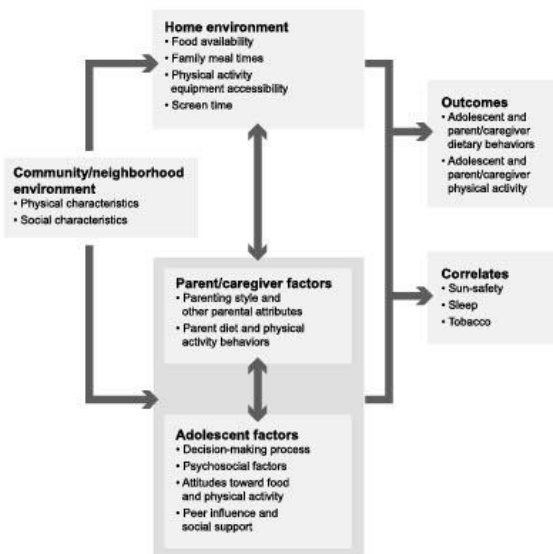 Home environment
• Food availability
• Family meal times
• Physical activity
equipment accessibility
• Screen time
Community/neighborhood
environment
• Physical characteristics
• Social characteristics
Parent/caregiver factors
• Parenting style and
other parental attributes
• Parent diet and physical
activity behaviors
Adolescent factors
• Decision-making process
• Psychosocial factors
• Attitudes toward food
and physical activity
• Peer influence and
social support
Outcomes
• Adolescent and
parent/caregiver
dietary behaviors
• Adolescent and
parent/caregiver
physical activity
Correlates
• Sun-safety
• Sleep
• Tobacco